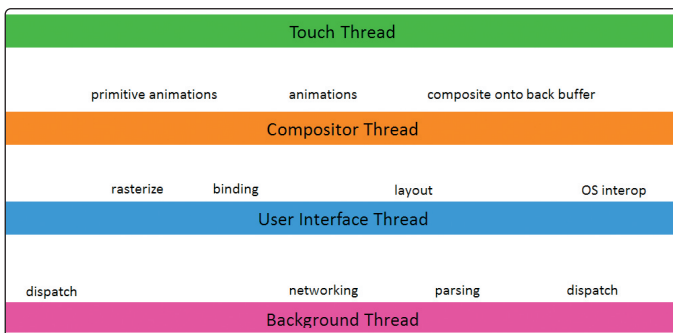 Touch Thread
primitive animations animations composite onto back buffer
Compositor Thread
rasterize binding layout OS interop
User Interface Thread
dispatch networking parsing dispatch
Background Thread